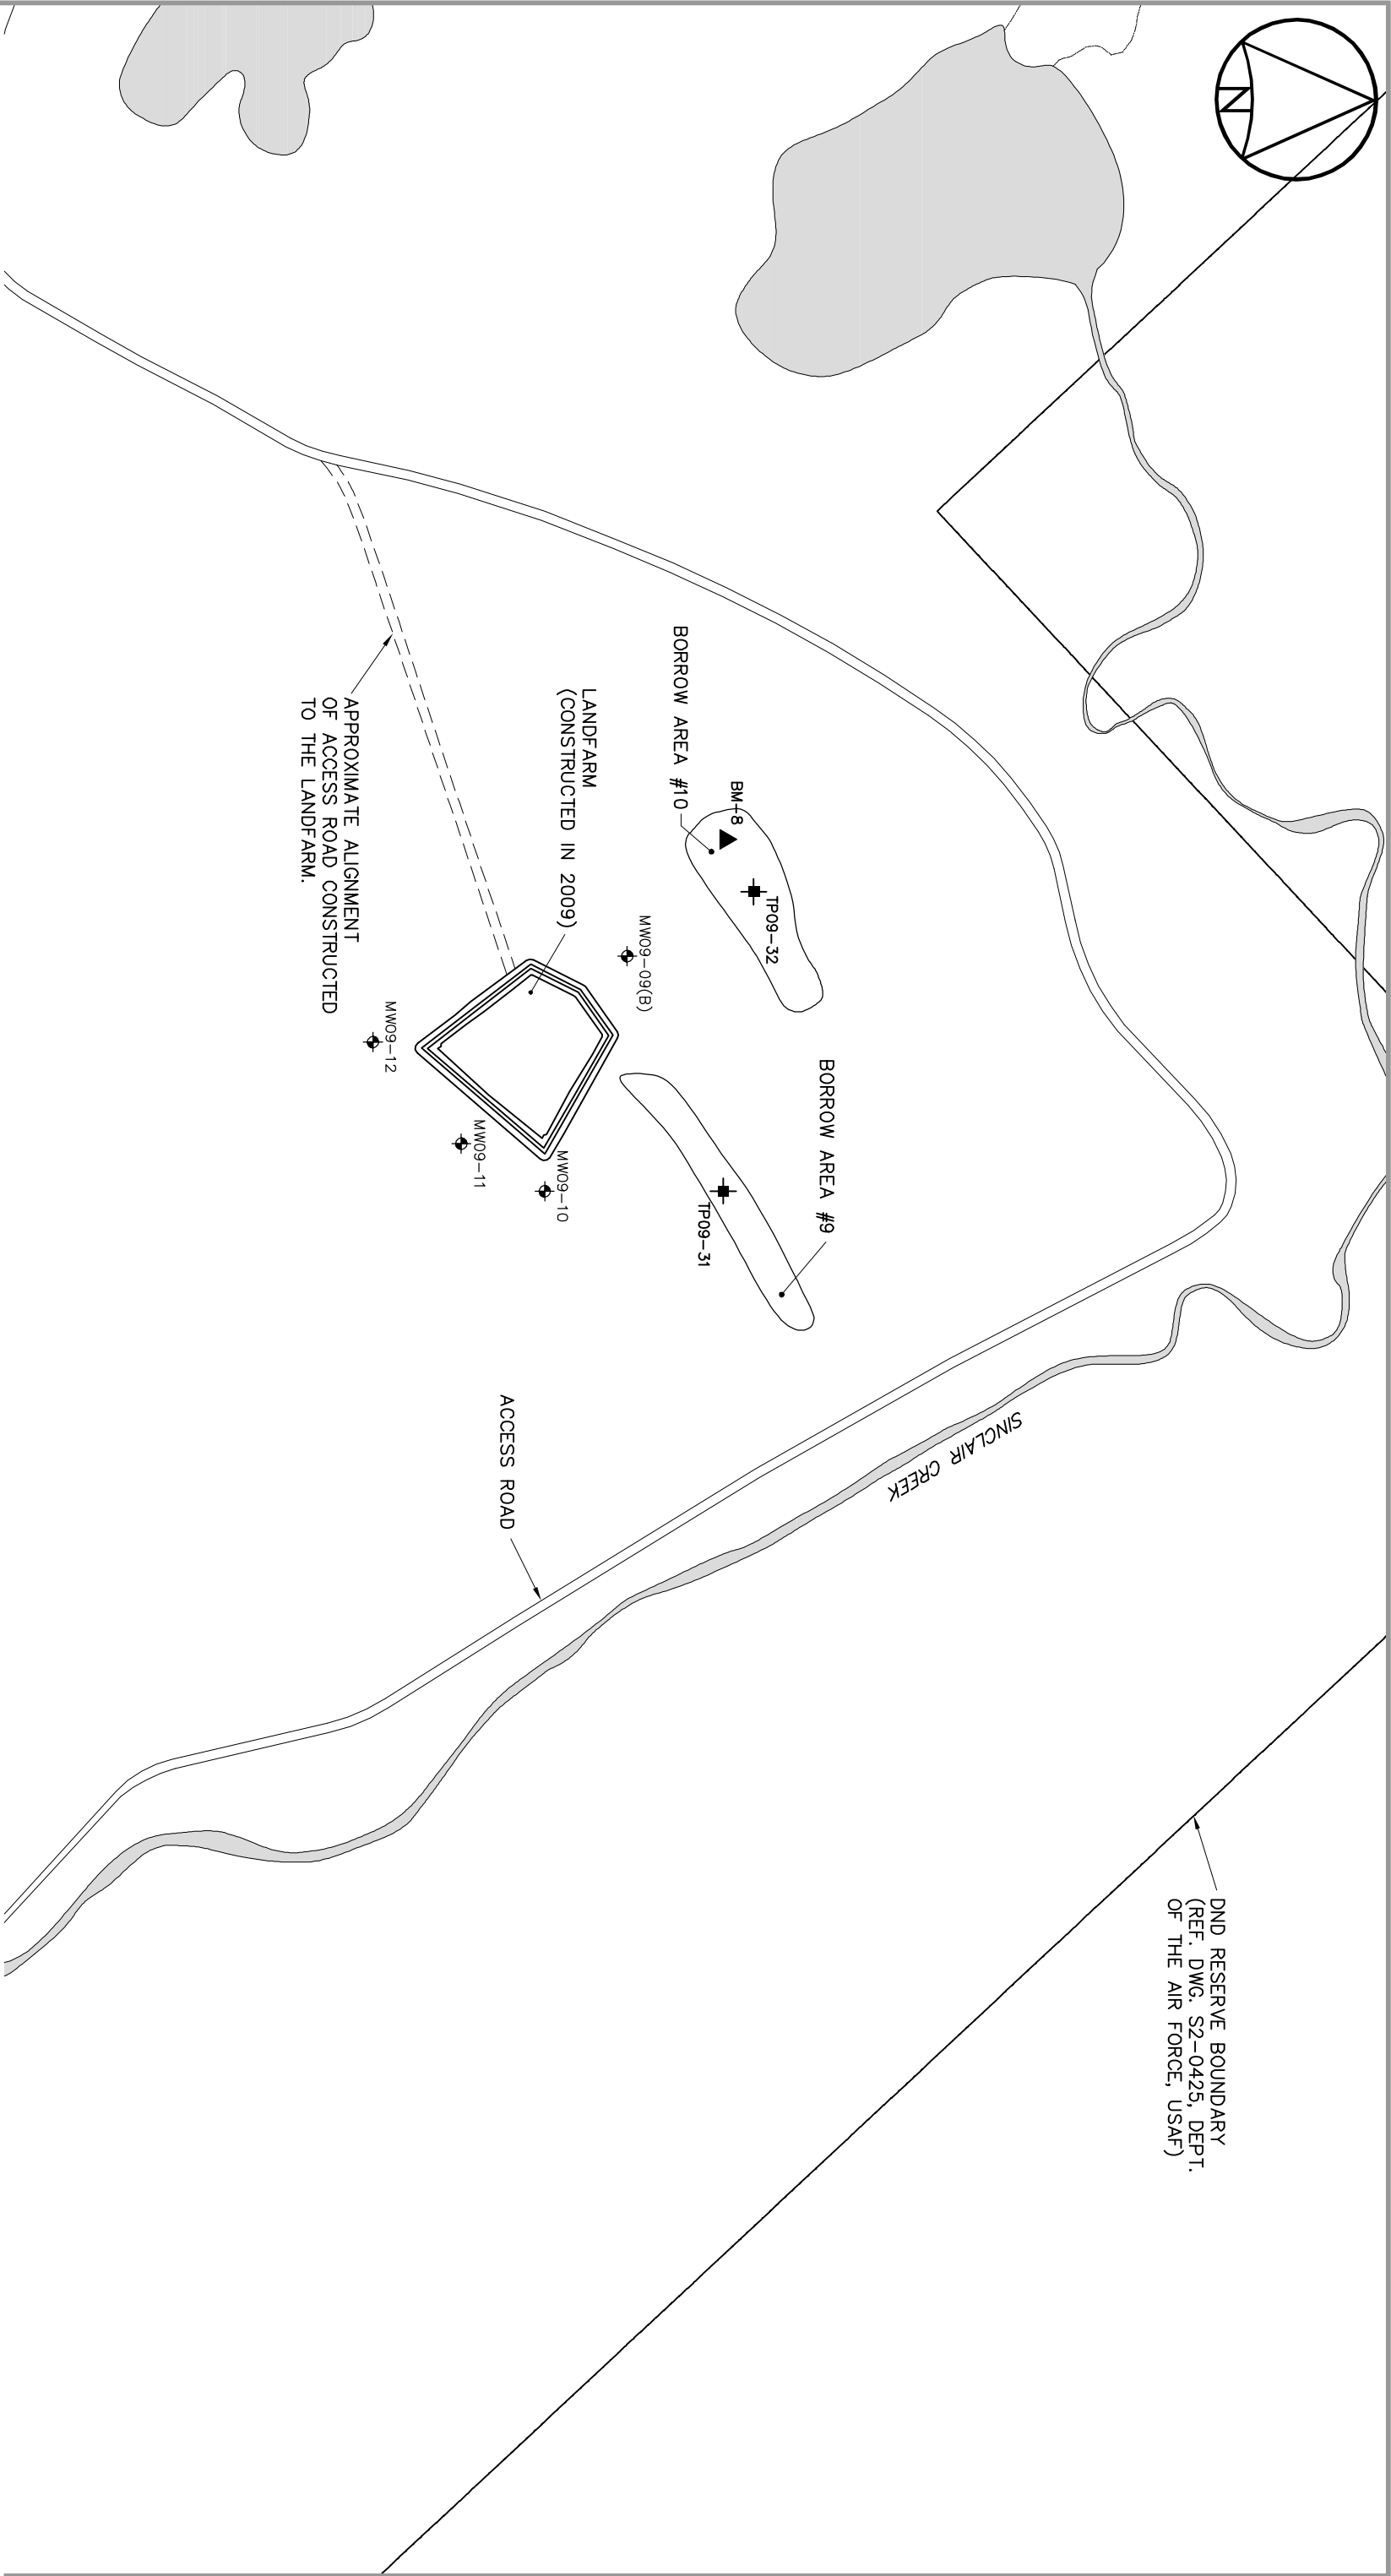 N
DND RESERVE BOUNDARY
(REF. DWG. S2-0425, DEPT.
OF THE AIR FORCE, USAF)
SINCLAIR CREEK
BORROW AREA #9
TP09-32
BM-8
TP09-31
BORROW AREA #10
MW09-09(B)
LANDFARM
(CONSTRUCTED IN 2009)
MW09-10
ACCESS ROAD
MW09-11
MW09-12
APPROXIMATE ALIGNMENT
OF ACCESS ROAD CONSTRUCTED
TO THE LANDFARM.